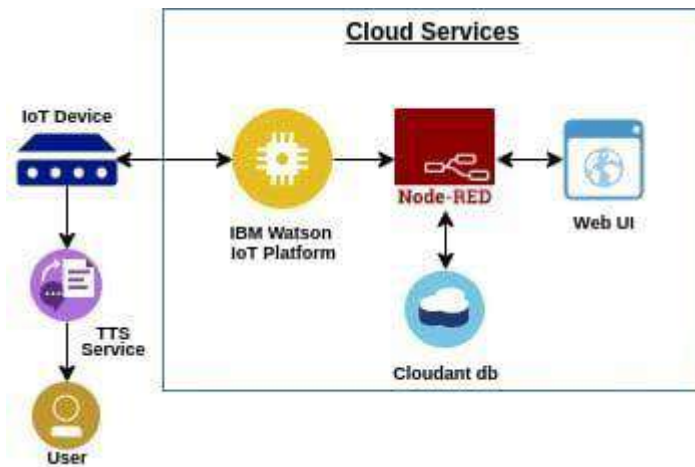 Cloud Services
IoT Device
Node-RED
IBM Watson
IoT Platform
Web UI
TTS
Service
Cloudant db
User